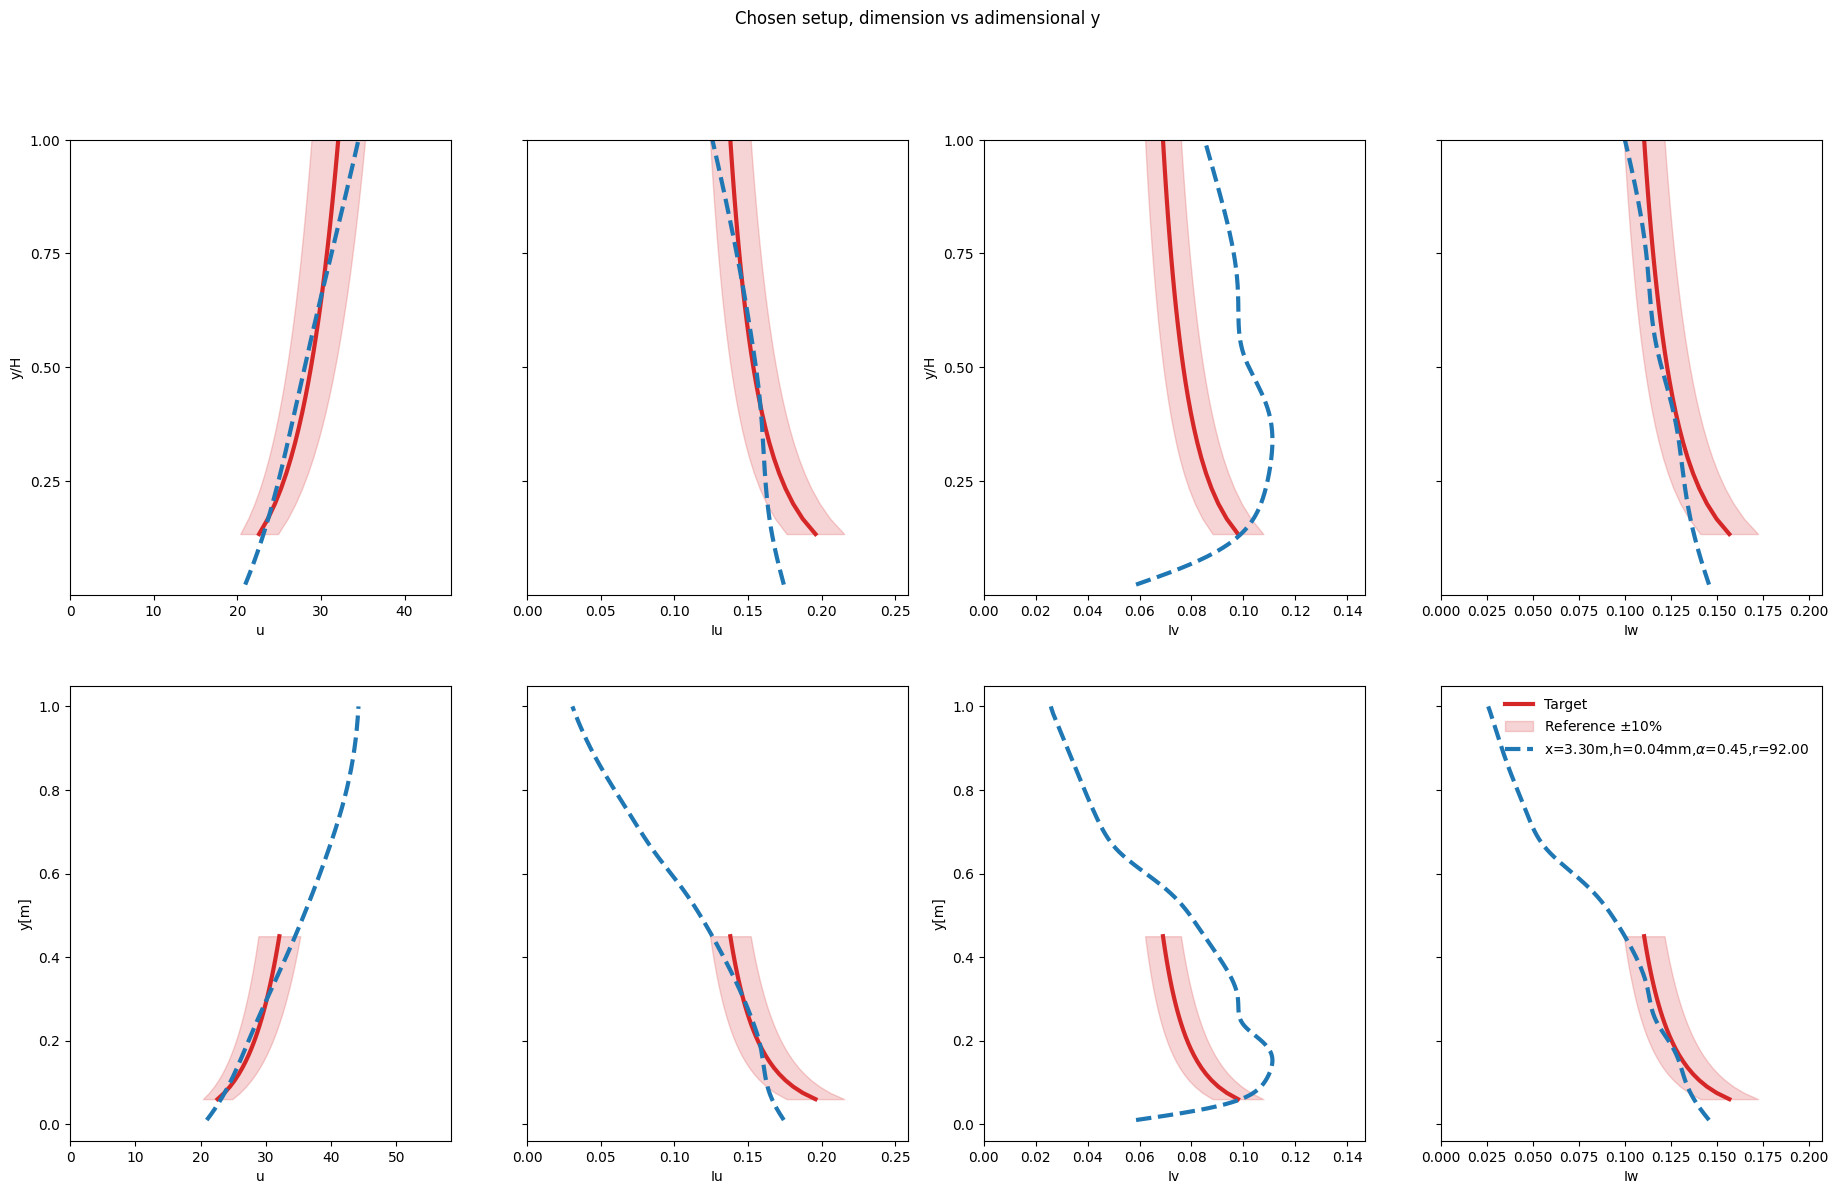 Chosen setup, dimension vs adimensional y
1.00
0.75
0.50
0.25
y/H
0 10 20 30 40
u
0.00 0.05 0.10 0.15 0.20 0.25
Iu
1.00
0.75
0.50
0.25
y/H
0.00 0.02 0.04 0.06 0.08 0.10 0.12 0.14
Iv
0.000 0.025 0.050 0.075 0.100 0.125 0.150 0.175 0.200
Iw
1.0
0.8
0.6
0.4
0.2
0.0
y[m]
0 10 20 30 40 50
u
0.00 0.05 0.10 0.15 0.20 0.25
Iu
1.0
0.8
0.6
0.4
0.2
0.0
y[m]
0.00 0.02 0.04 0.06 0.08 0.10 0.12 0.14
Iv
Target
Reference ±10%
x=3.30m,h=0.04mm,α=0.45,r=92.00
0.000 0.025 0.050 0.075 0.100 0.125 0.150 0.175 0.200
Iw